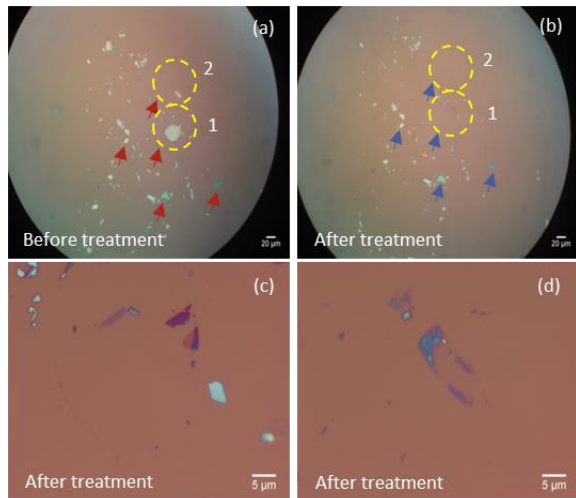 (a)
2
1
Before treatment
20 µm
(b)
2
1
After treatment
20 µm
(c)
After treatment
5 µm
(d)
After treatment
5 µm